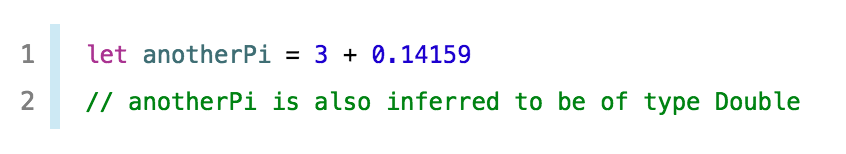 1 let anotherPi = 3 + 0.14159
2 // anotherPi is also inferred to be of type Double